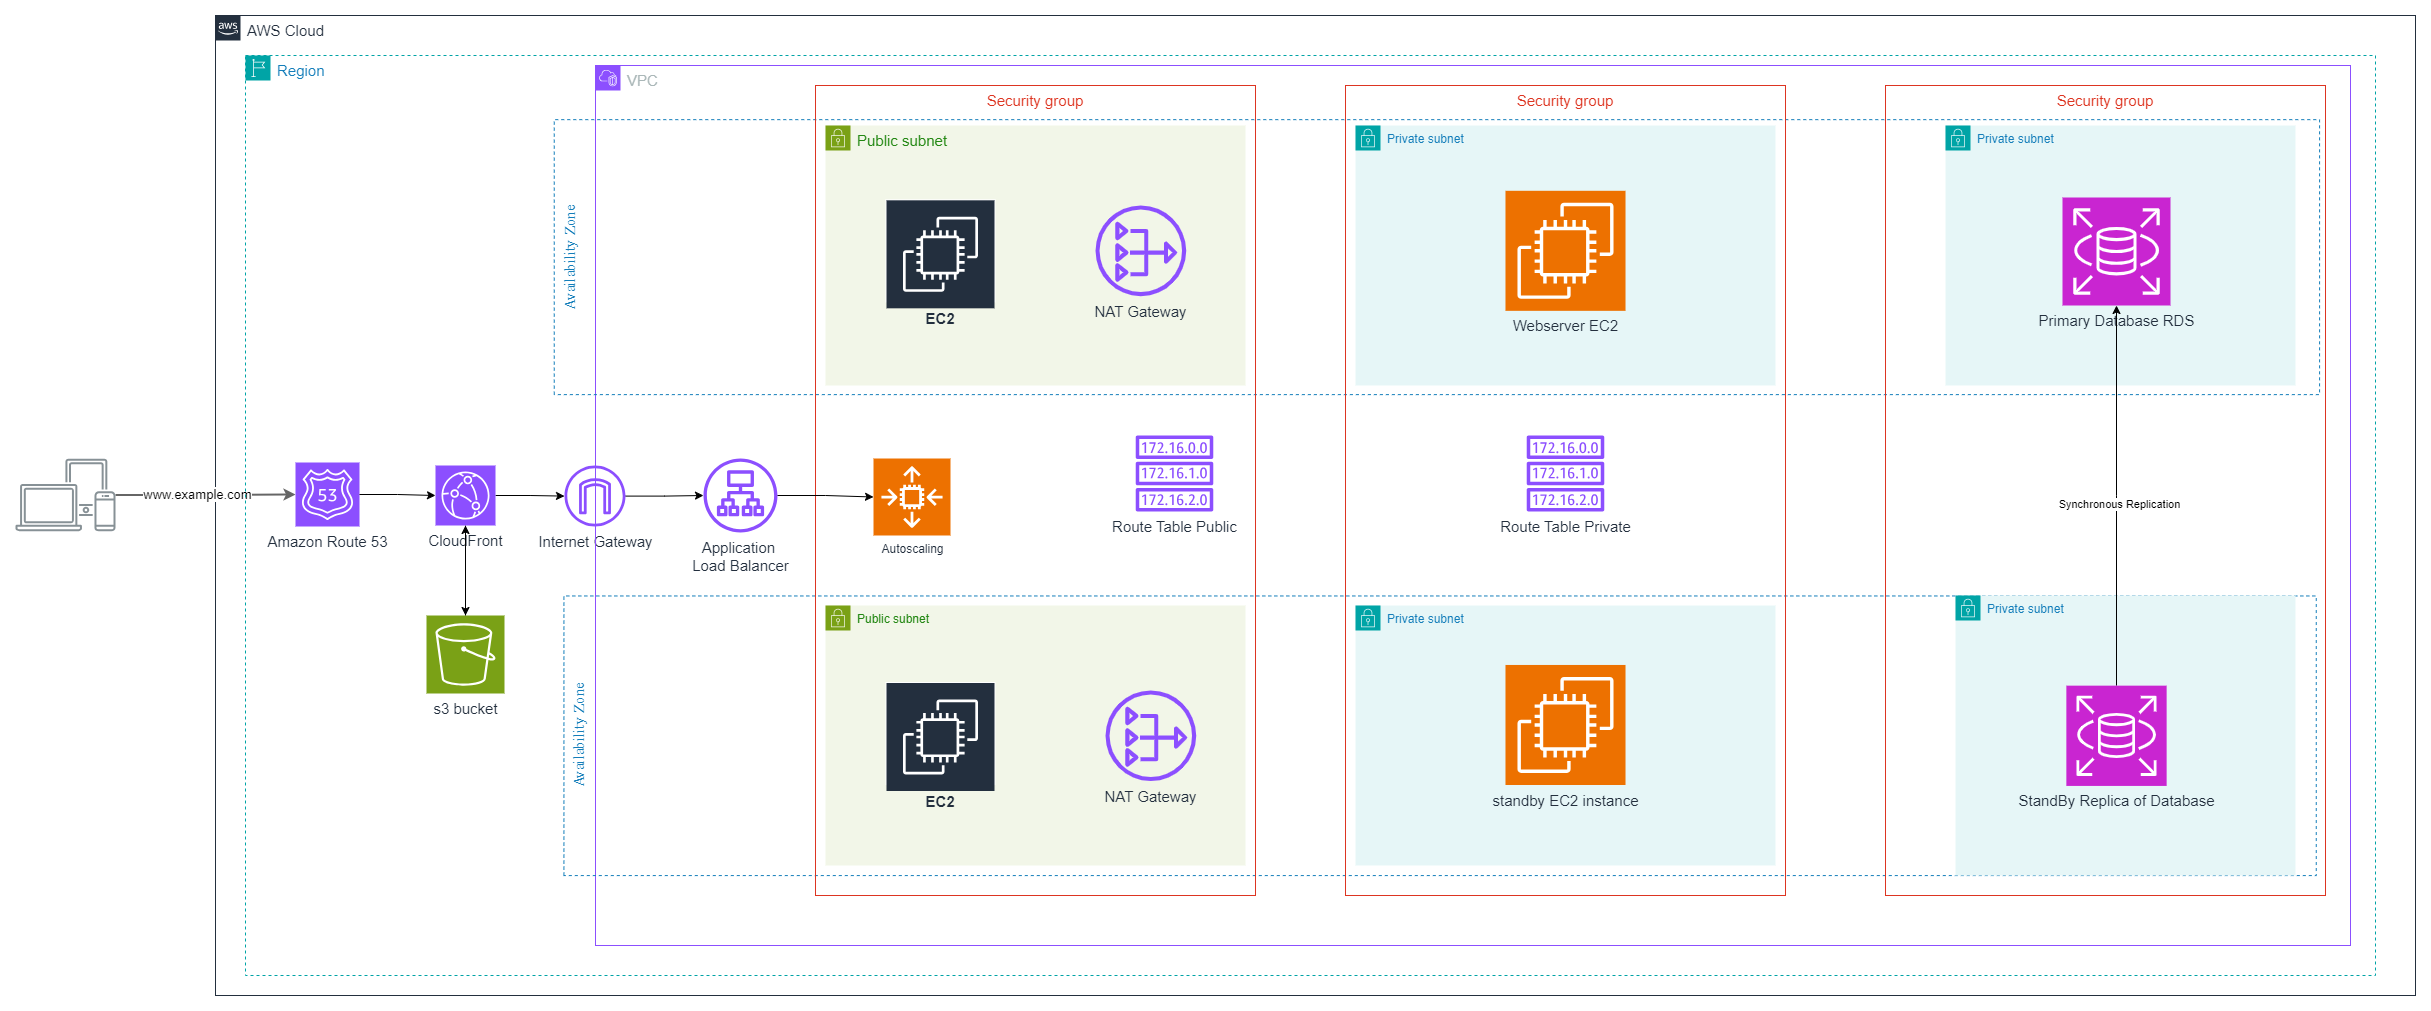 aws
AWS Cloud
Region
VPC
Security group
Security group
Security group
Public subnet
Private subnet
Private subnet
Availability Zone
EC2
NAT Gateway
Webserver EC2
Primary Database RDS
www.example.com
53
Amazon Route 53
CloudFront
Internet Gateway
Application
Load Balancer
Autoscaling
172.16.0.0
172.16.1.0
172.16.2.0
Route Table Public
172.16.0.0
172.16.1.0
172.16.2.0
Route Table Private
Synchronous Replication
s3 bucket
Availability Zone
Public subnet
Private subnet
Private subnet
EC2
NAT Gateway
standby EC2 instance
StandBy Replica of Database